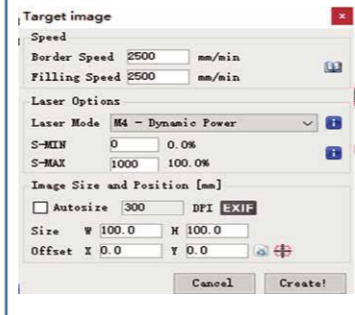 Target image
Speed
Border Speed 2500 mm/min
Filling Speed 2500 mm/min
Laser Options
Laser Mode M4 - Dynamic Power
S-MIN 0 0.0%
S-MAX 1000 100.0%
Image Size and Position [mm]
Autosize 300 DPI EXIF
Size W 100.0 H 100.0
Offset X 0.0 Y 0.0
Cancel Create!